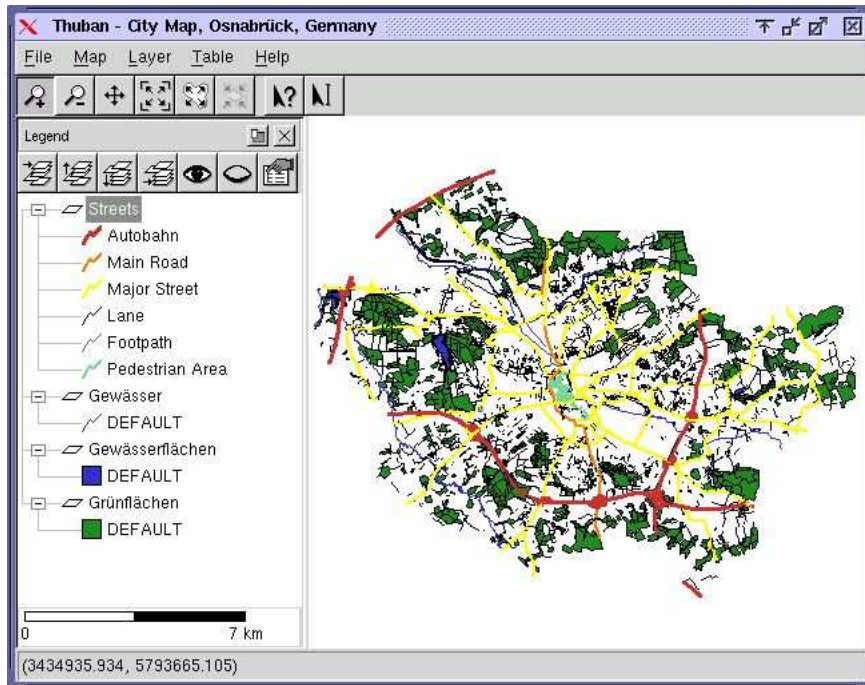 Thuban - City Map, Osnabrück, Germany
File Map Layer Table Help
Legend
Streets
Autobahn
Main Road
Major Street
Lane
Footpath
Pedestrian Area
Gewässer
DEFAULT
Gewässerflächen
DEFAULT
Grünflächen
DEFAULT
0 7 km
(3434935.934, 5793665.105)